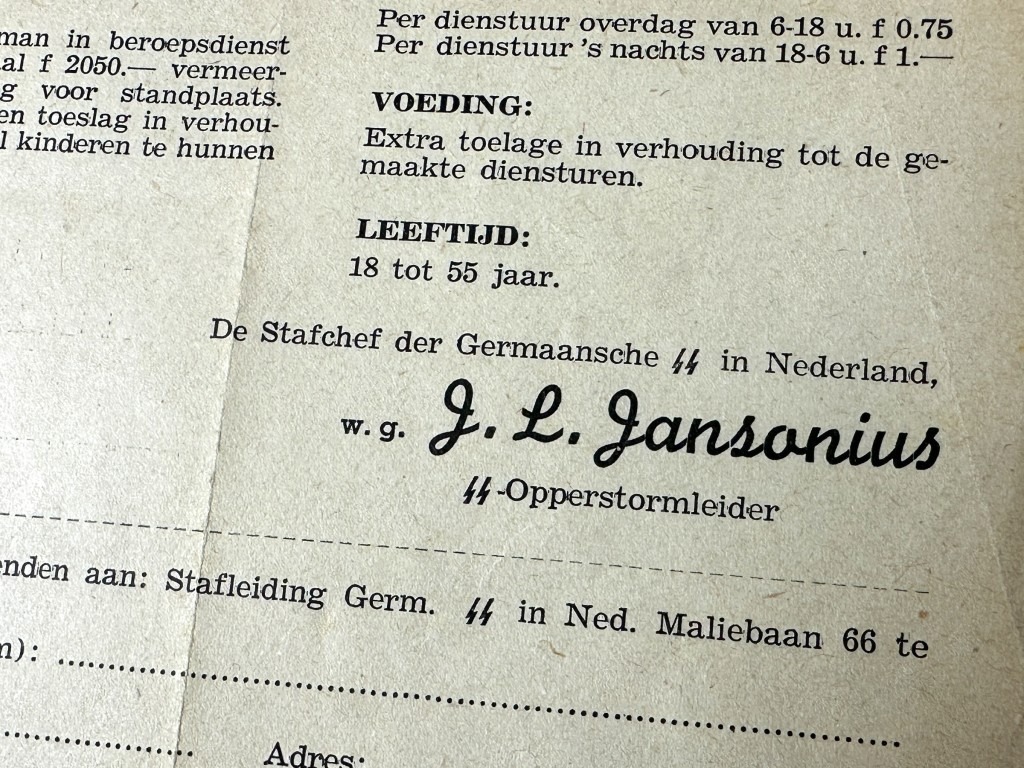 man in beroepsdienst
al f 2050.— vermeer-
g voor standplaats.
en toeslag in verhou-
l kinderen te hunnen
Per dienstuur overdag van 6-18 u. f 0.75
Per dienstuur 's nachts van 18-6 u. f 1.—
VOEDING:
Extra toelage in verhouding tot de ge-
maakte diensturen.
LEEFTIJD:
18 tot 55 jaar.
De Stafchef der Germaansche ᛋᛋ in Nederland,
w. g. J. L. Jansonius
ᛋᛋ-Opperstormleider
enden aan: Stafleiding Germ. ᛋᛋ in Ned. Maliebaan 66 te
m):
Adres: